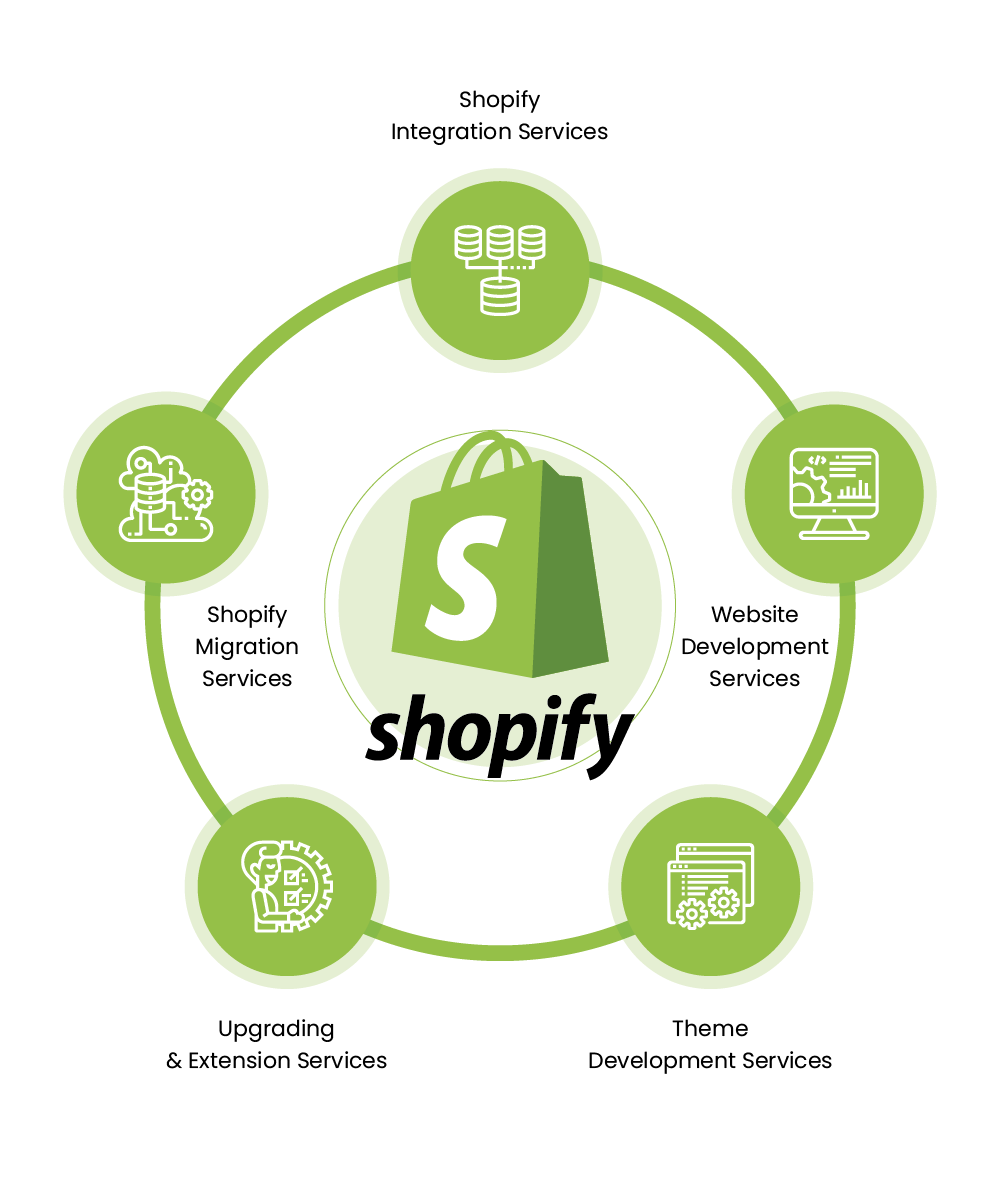 Shopify
Integration Services
Shopify
Migration
Services
S
shopify
Website
Development
Services
Upgrading
& Extension Services
Theme
Development Services